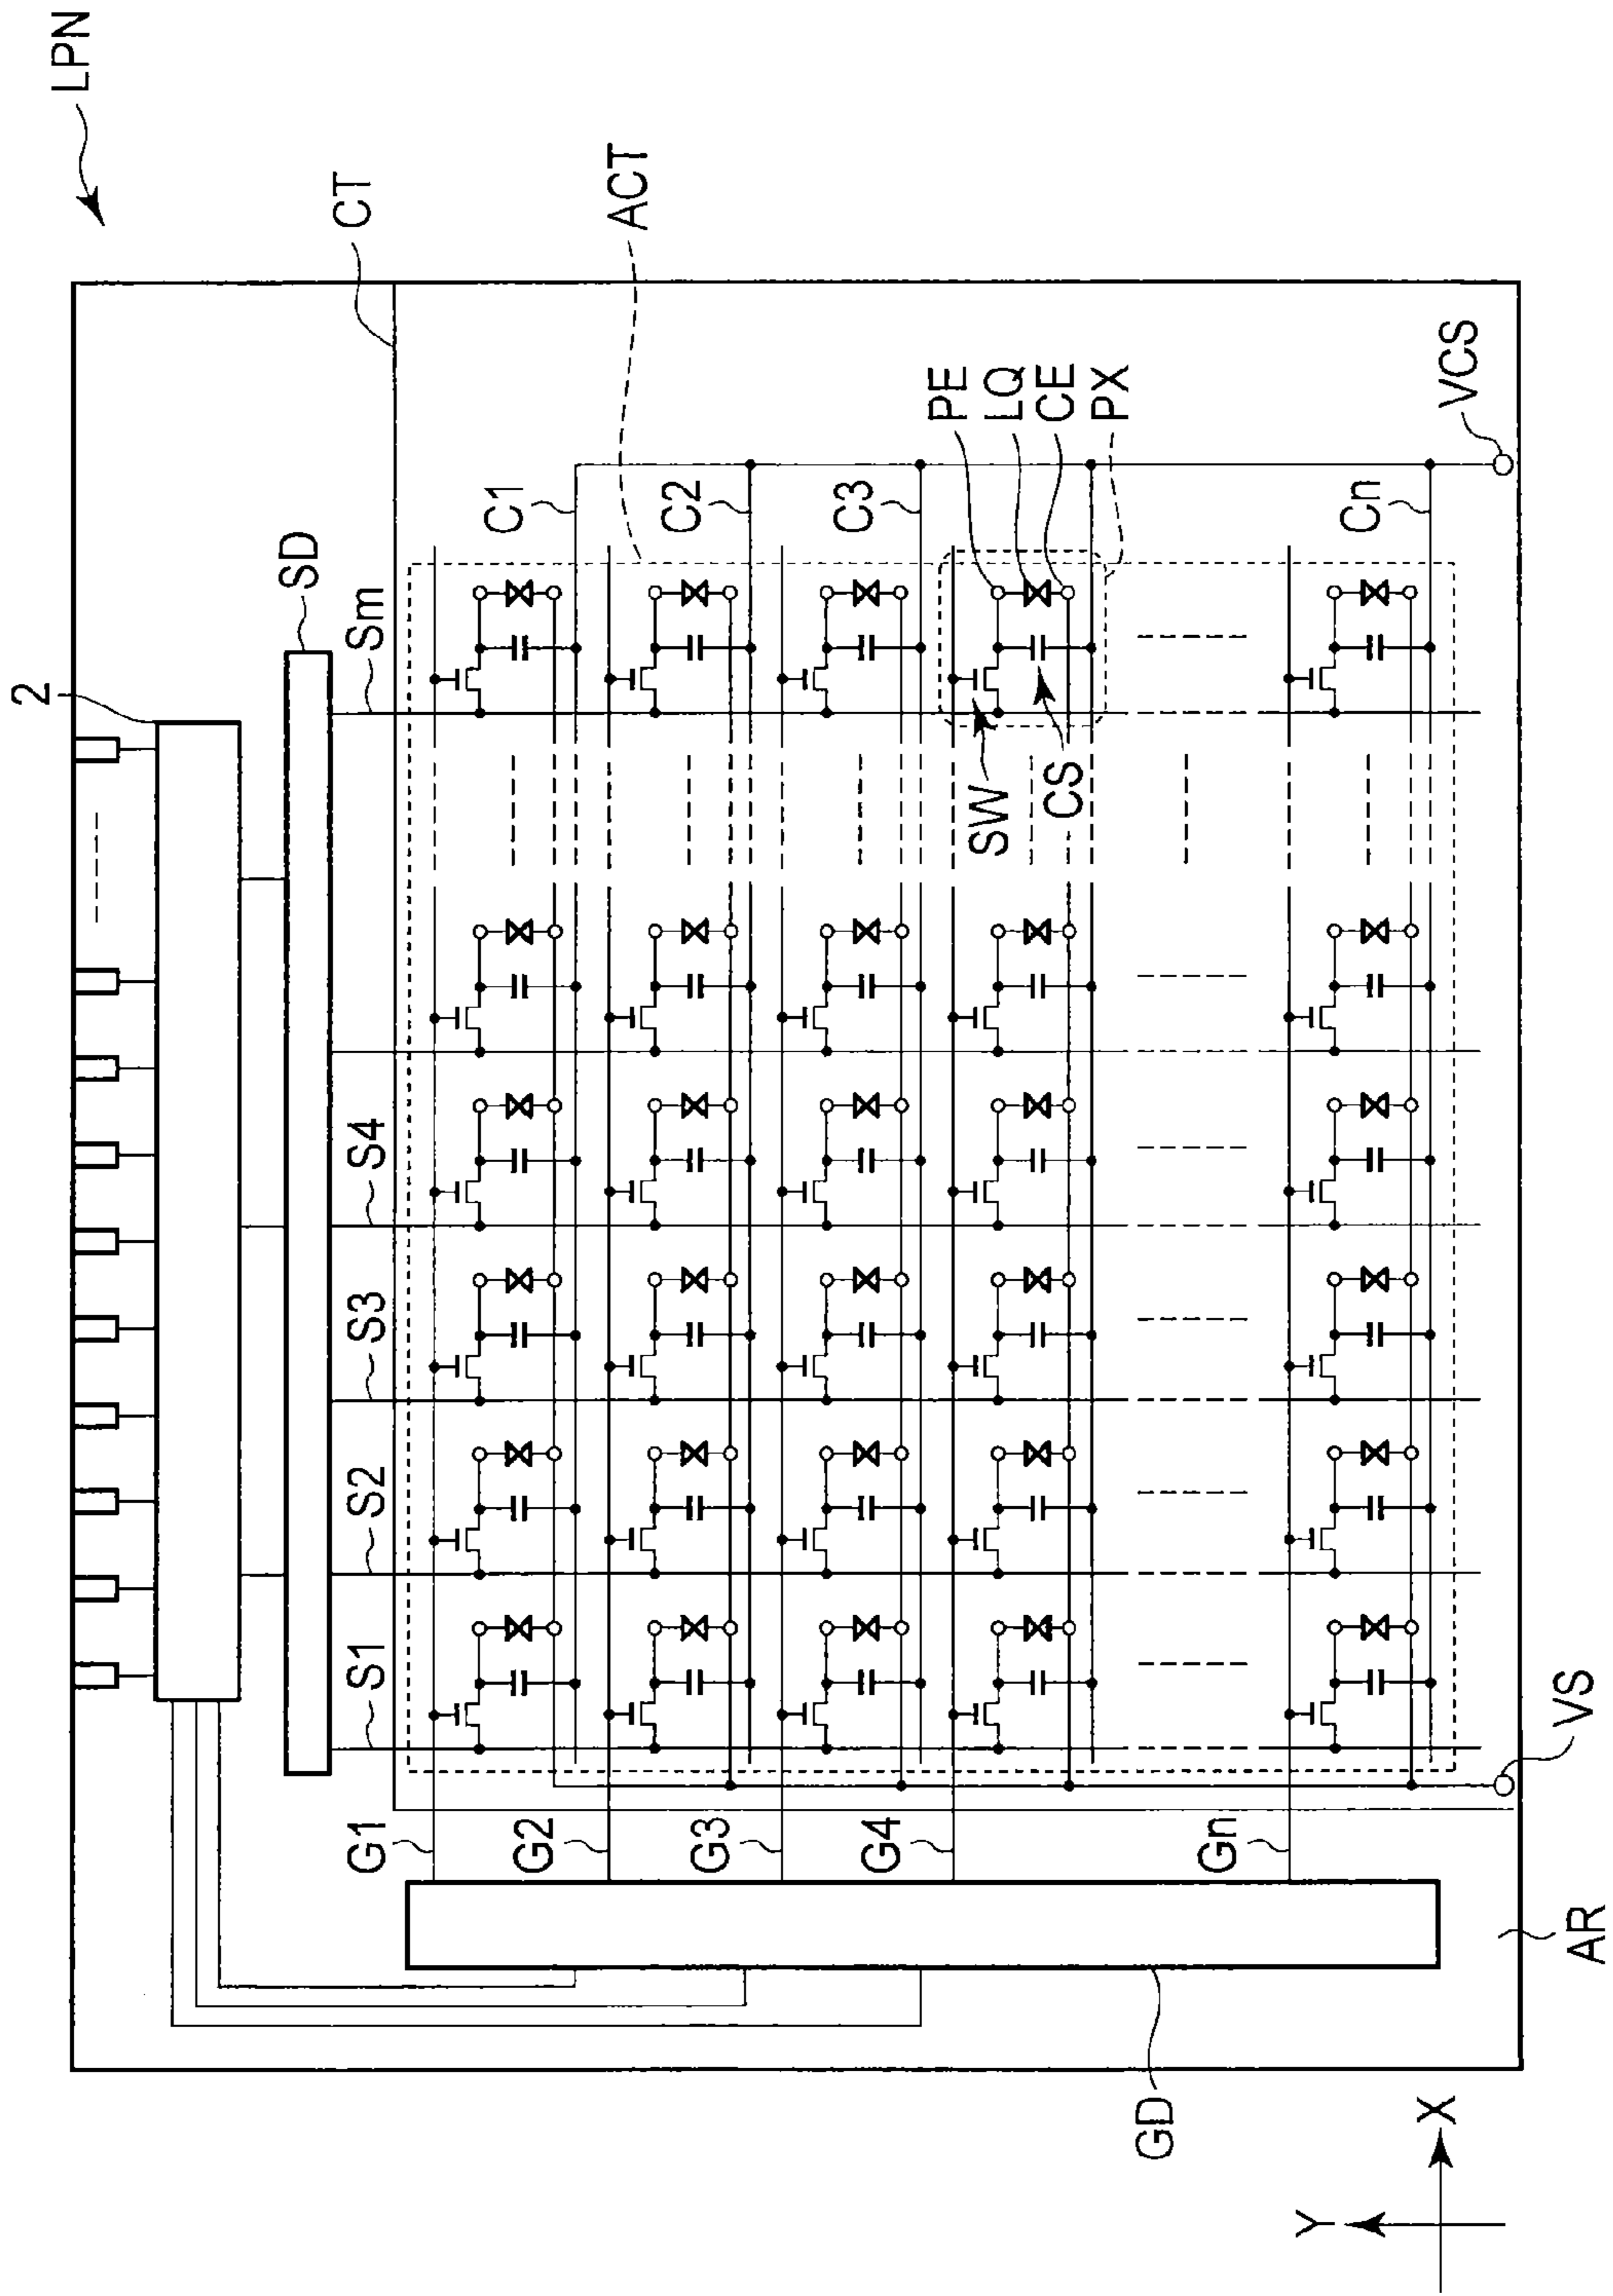 2
LPN
SD
G1 S1 S2 S3 S4 Sm CT
G2 C1
ACT
G3 C2
G4 C3
PE
SW LQ
CS CE
PX
GD
Gn
Y
Cn
X VCS
AR VS